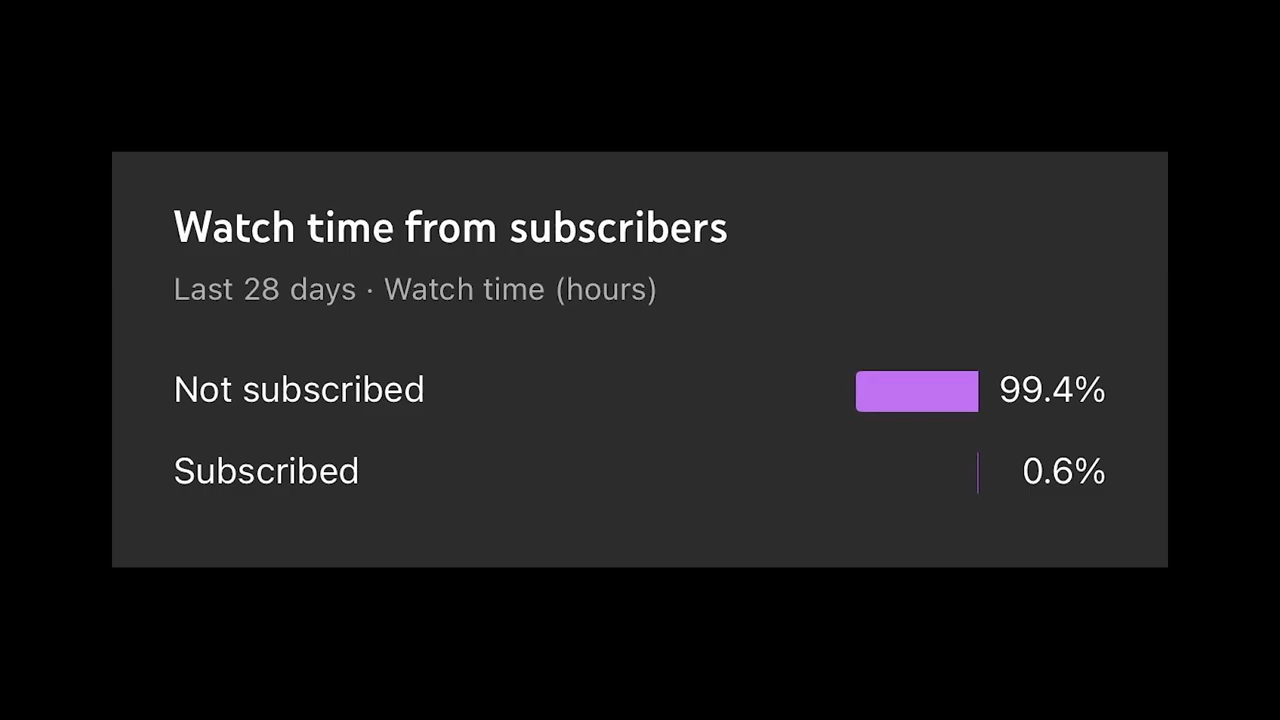 Watch time from subscribers
Last 28 days · Watch time (hours)
Not subscribed 99.4%
Subscribed 0.6%